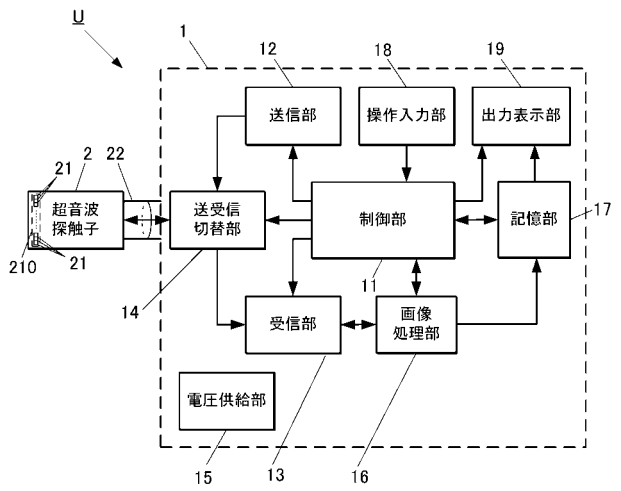 U
1
12
18
19
送信部
操作入力部
出力表示部
21
2
22
超音波
探触子
送受信
切替部
制御部
記憶部
17
210
21
14
11
受信部
画像
処理部
電圧供給部
15
13
16